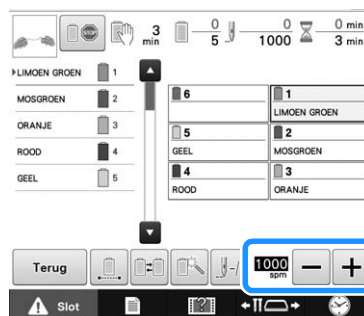 3 min
0
5
0
1000
0 min
3 min
LIMOEN GROEN 1
MOSGROEN 2
ORANJE 3
ROOD 4
GEEL 5
6
1
LIMOEN GROEN
5
GEEL
2
MOSGROEN
4
ROOD
3
ORANJE
Terug
1000
spm
Slot